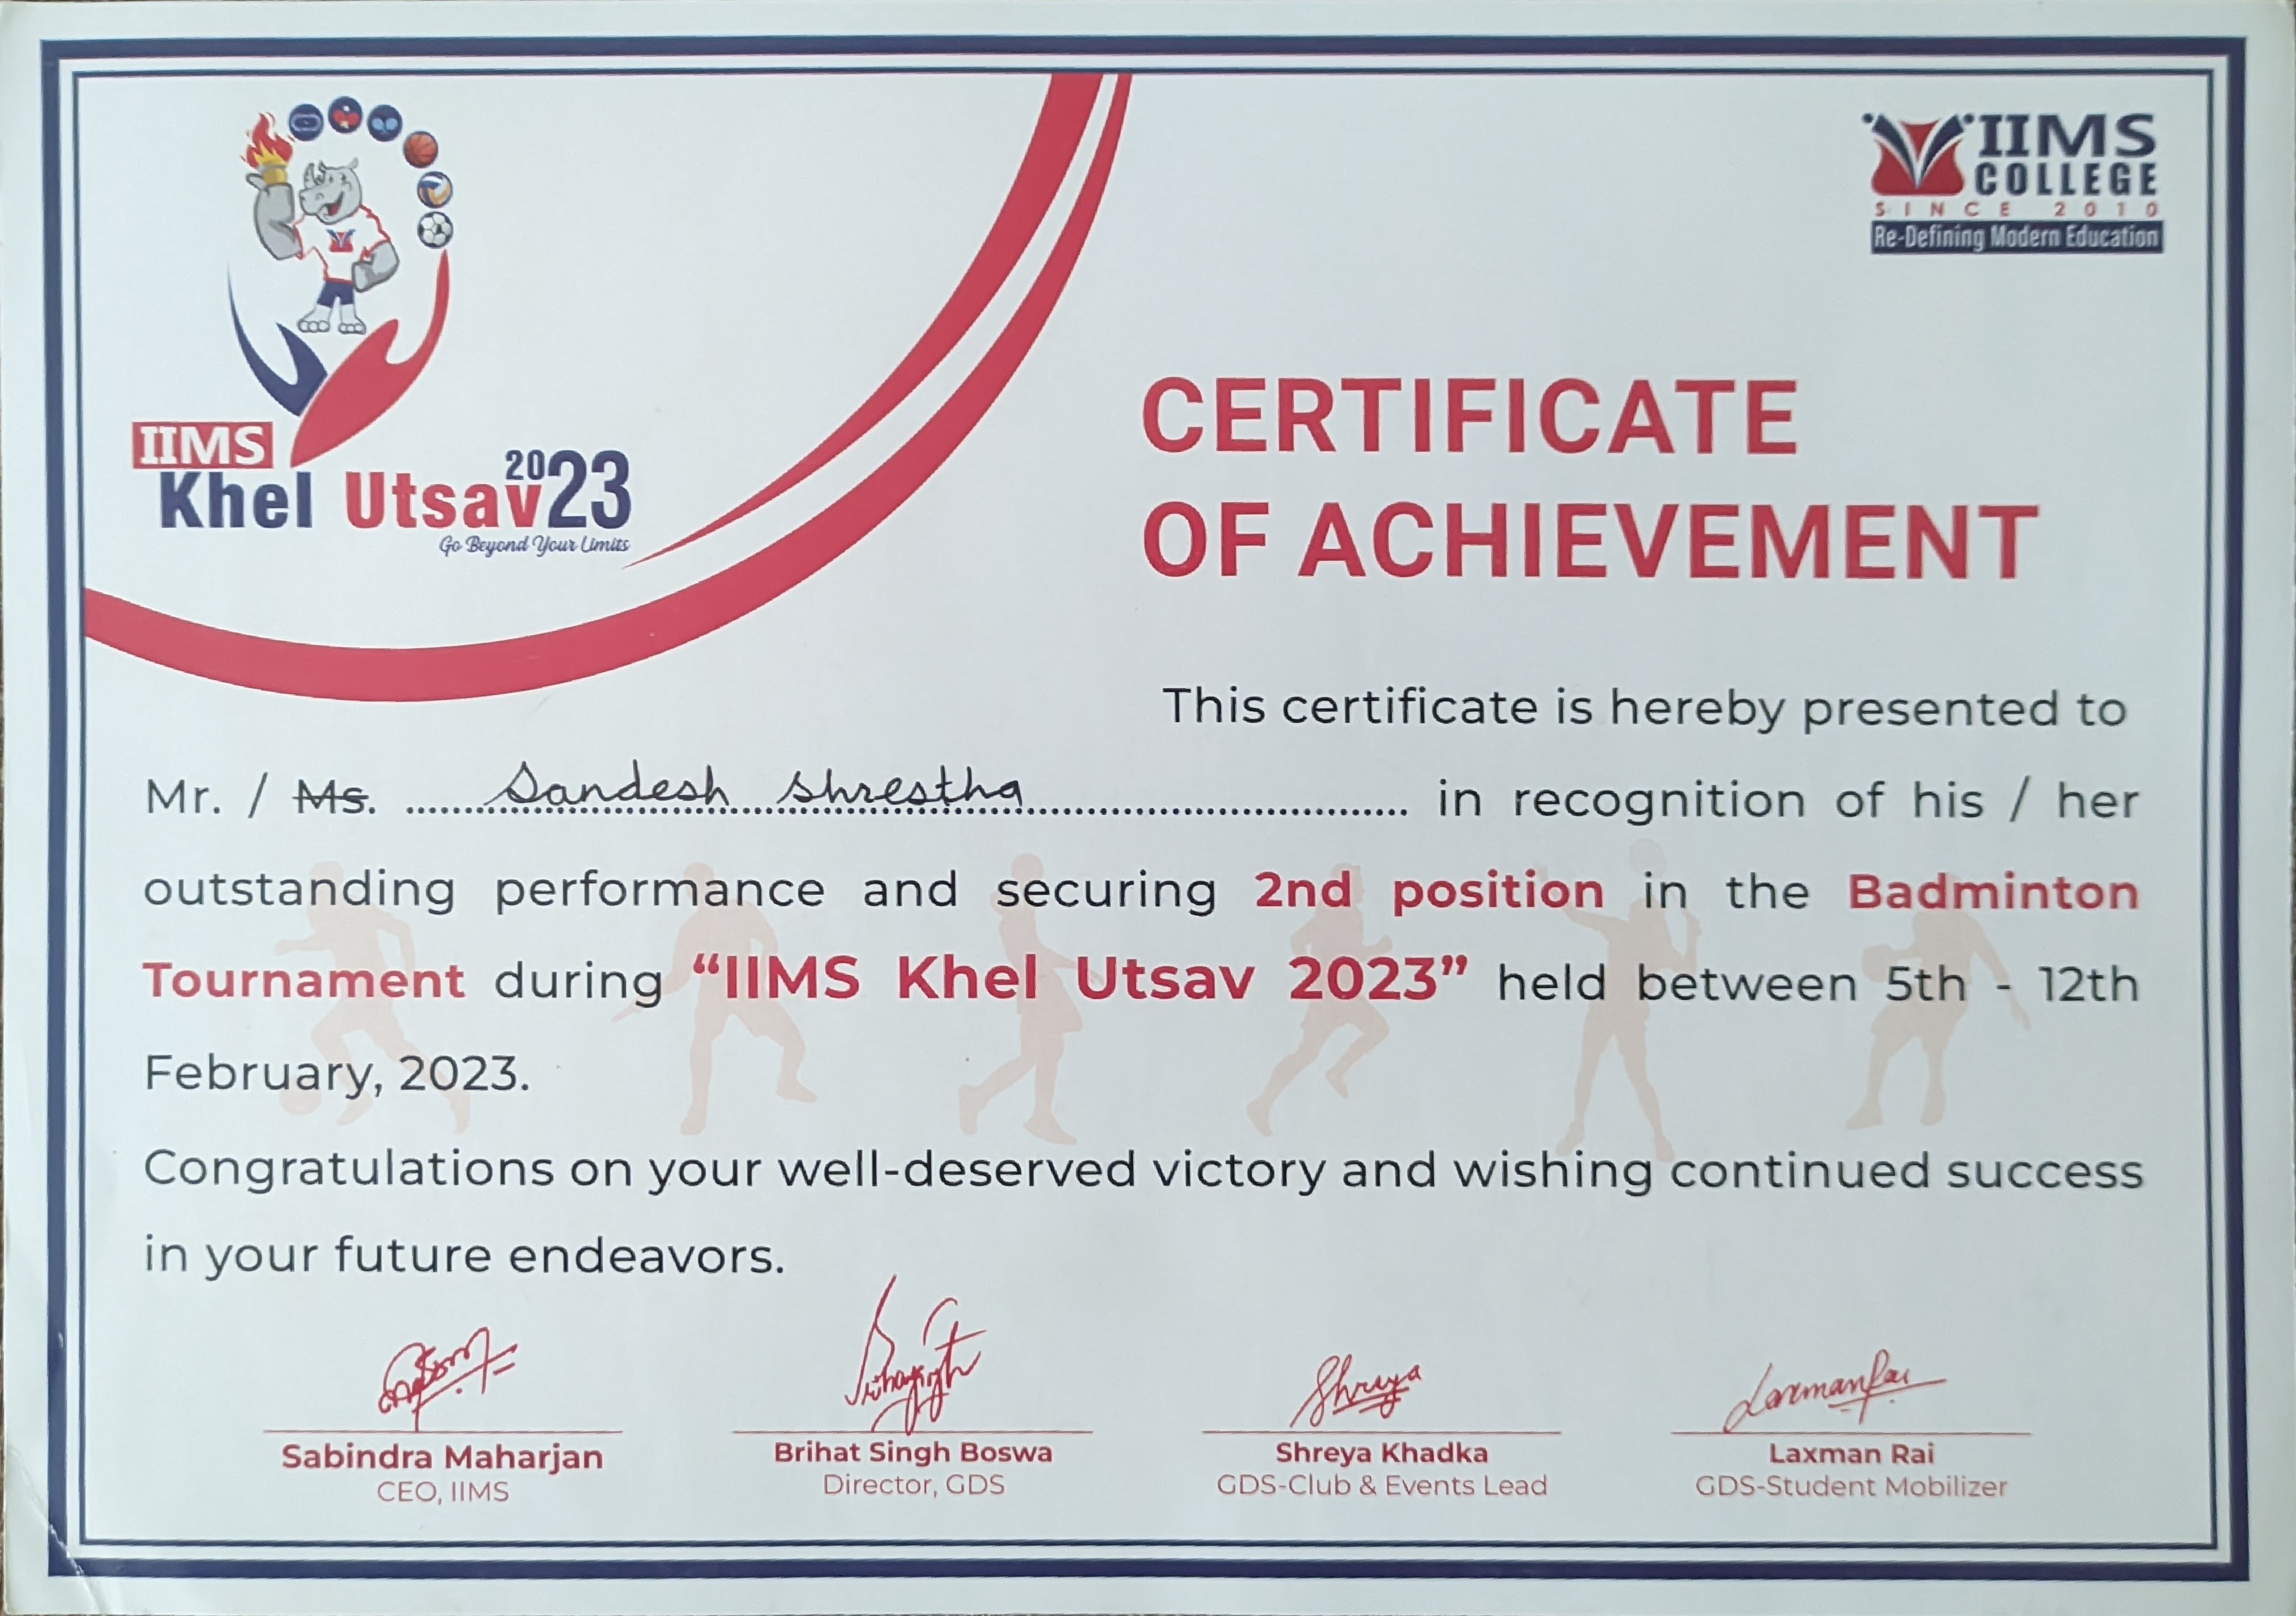 IIMS
COLLEGE
SINCE 2010
Re-Defining Modern Education
IIMS
Khel Utsav 2023
Go Beyond Your Limits
CERTIFICATE
OF ACHIEVEMENT
This certificate is hereby presented to
Mr. / Ms. Sandesh Shrestha in recognition of his / her
outstanding performance and securing 2nd position in the Badminton
Tournament during “IIMS Khel Utsav 2023” held between 5th - 12th
February, 2023.
Congratulations on your well-deserved victory and wishing continued success
in your future endeavors.
Shreya
Laxman Rai
Sabindra Maharjan
Brihat Singh Boswa
Shreya Khadka
Laxman Rai
CEO, IIMS
Director, GDS
GDS-Club & Events Lead
GDS-Student Mobilizer